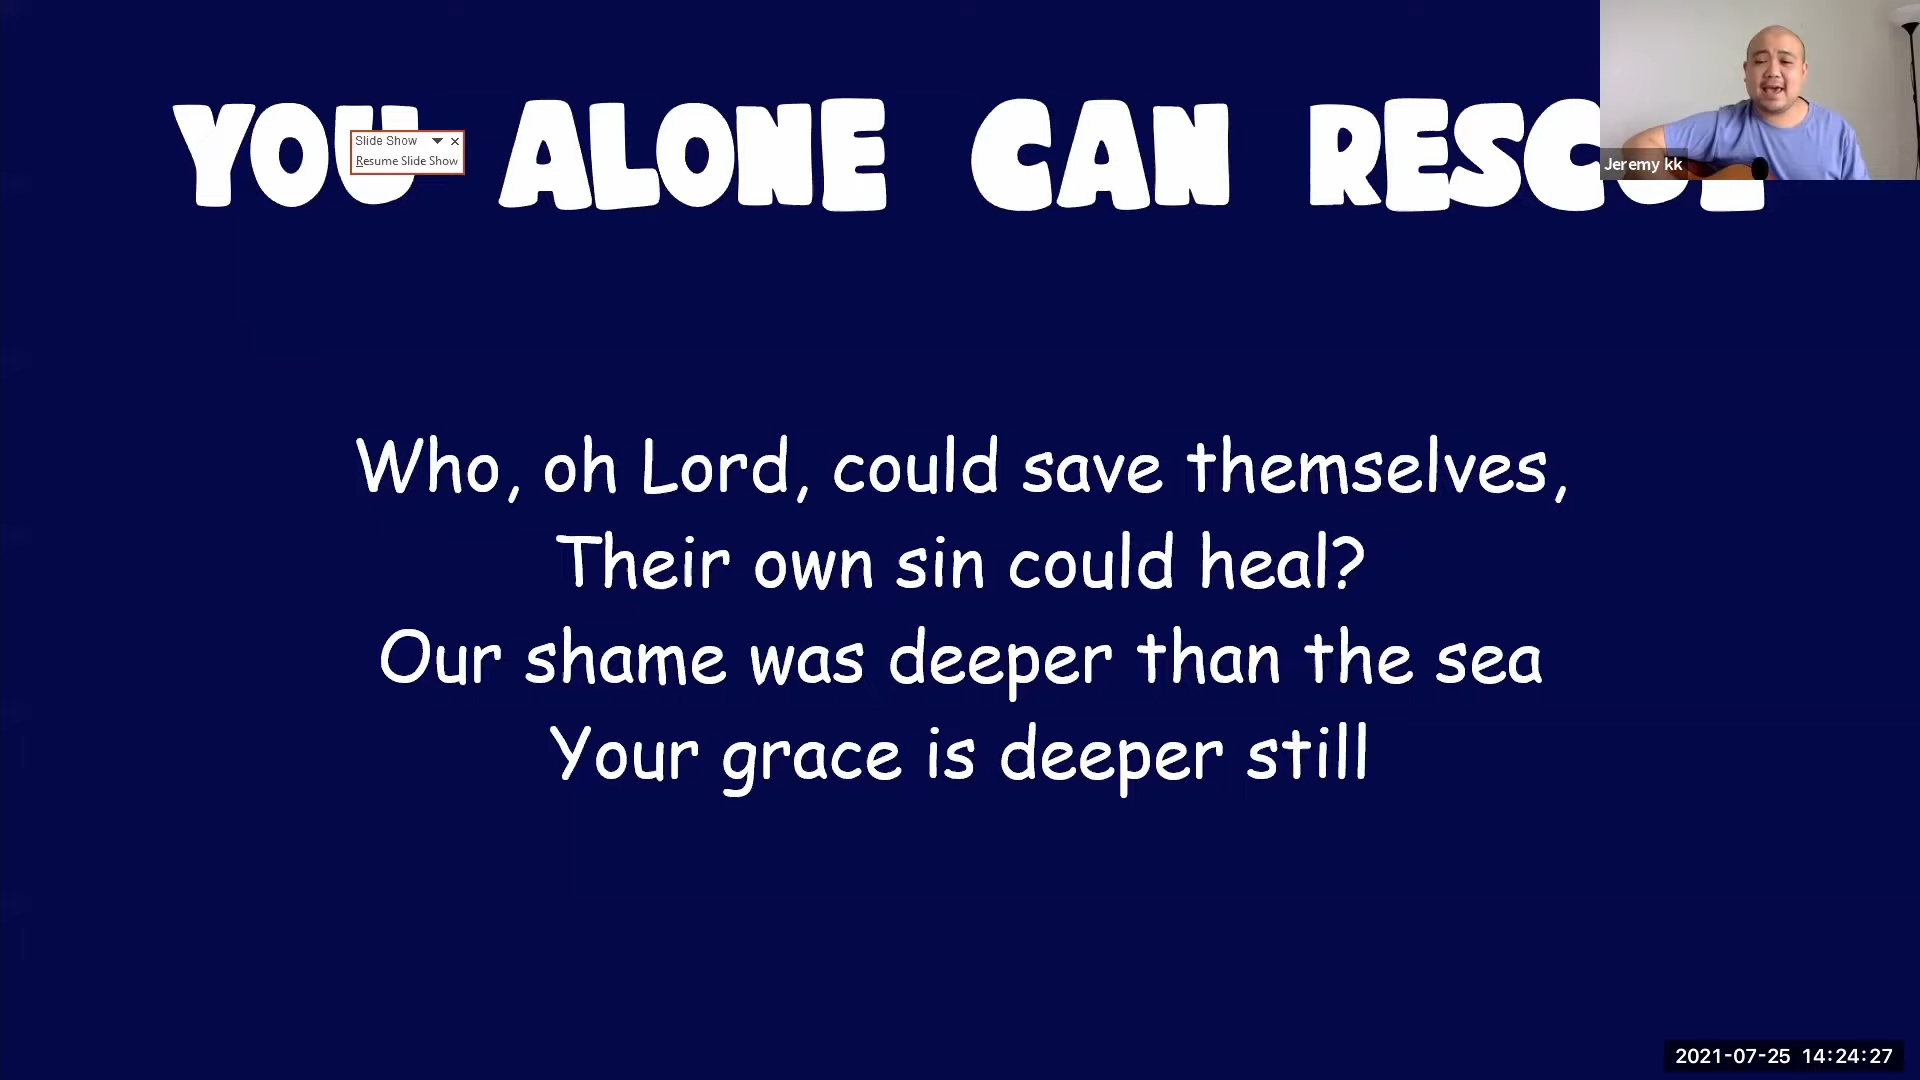 YOU ALONE CAN RESCUE
Slide Show
Resume Slide Show
Jeremy kk
Who, oh Lord, could save themselves,
Their own sin could heal?
Our shame was deeper than the sea
Your grace is deeper still
2021-07-25 14:24:27